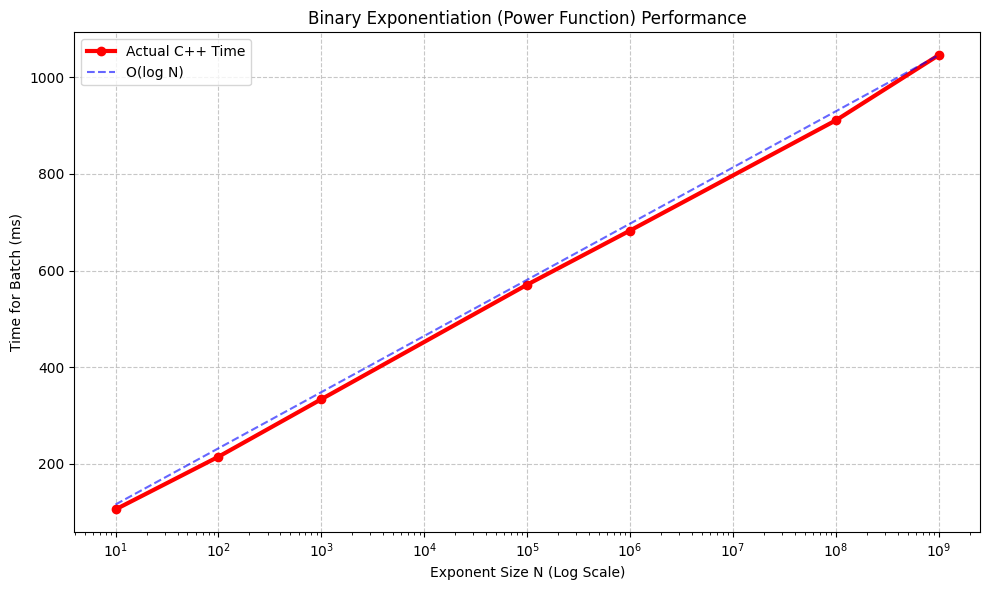 Binary Exponentiation (Power Function) Performance
Actual C++ Time
O(log N)
Time for Batch (ms)
1000
800
600
400
200
10¹ 10² 10³ 10⁴ 10⁵ 10⁶ 10⁷ 10⁸ 10⁹
Exponent Size N (Log Scale)